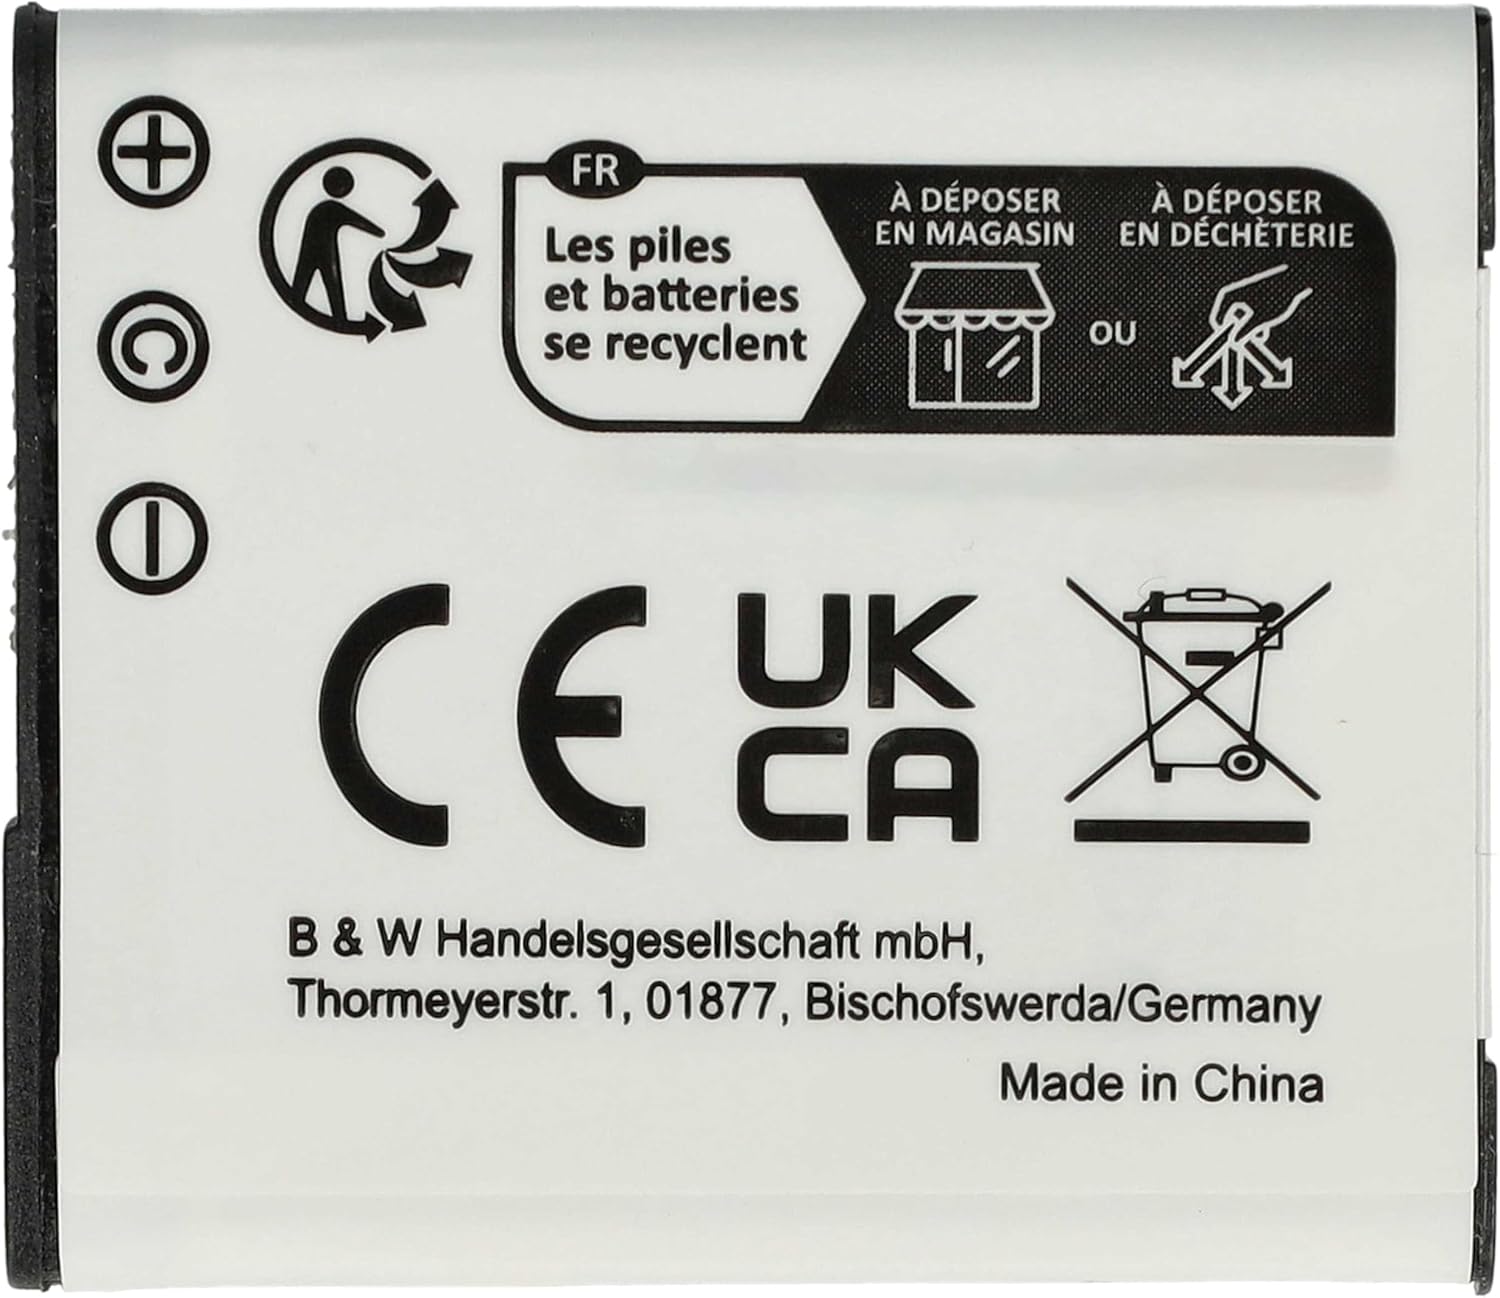 +
C
−
FR
Les piles
et batteries
se recyclent
À DÉPOSER
EN MAGASIN
OU
À DÉPOSER
EN DÉCHÈTERIE
CE
UK
CA
B & W Handelsgesellschaft mbH,
Thormeyerstr. 1, 01877, Bischofswerda/Germany
Made in China